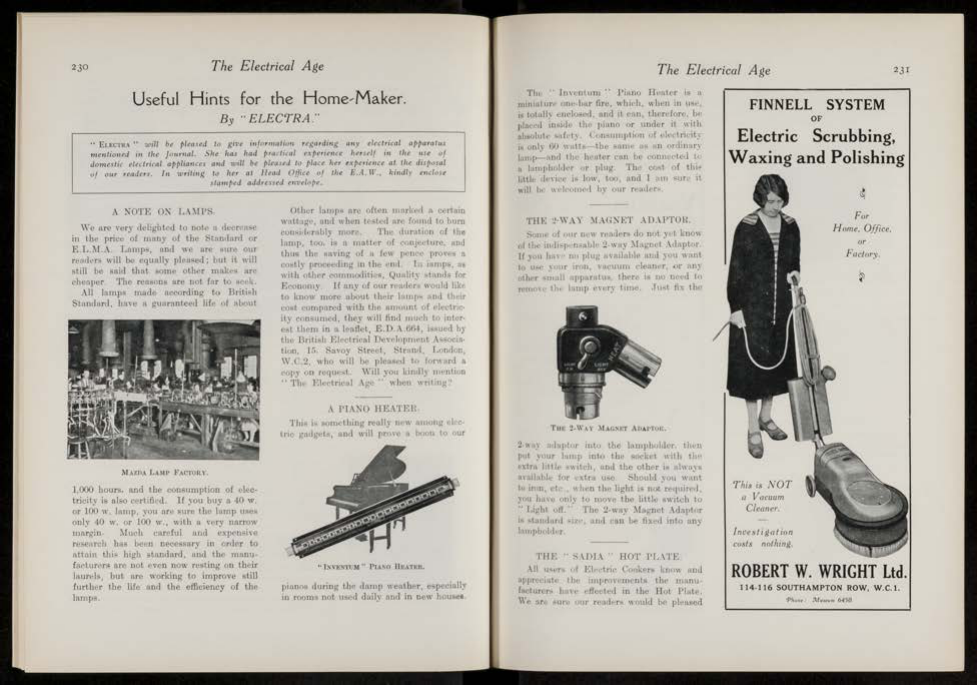 230
The Electrical Age
Useful Hints for the Home-Maker.
By "ELECTRA."
"ELECTRA" will be pleased to give information regarding any electrical apparatus
mentioned in the Journal. She has had practical experience herself in the use of
domestic electrical appliances and will be pleased to place her experience at the disposal
of our readers. In writing to her at Head Office of the E.A.W., kindly enclose
stamped addressed envelope.
A NOTE ON LAMPS.
We are very delighted to note a decrease
in the price of many of the Standard or
E.L.M.A. Lamps, and we are sure our
readers will be equally pleased; but it will
still be said that some other makes are
cheaper. The reasons are not far to seek.
All lamps made according to British
Standard, have a guaranteed life of about
MAZDA LAMP FACTORY.
1,000 hours, and the consumption of elec-
tricity is also certified. If you buy a 40 w.
or 100 w. lamp, you are sure the lamp uses
only 40 w. or 100 w., with a very narrow
margin. Much careful and expensive
research has been necessary in order to
attain this high standard, and the manu-
facturers are not even now resting on their
laurels, but are working to improve still
further the life and the efficiency of the
lamps.
Other lamps are often marked a certain
wattage, and when tested are found to burn
considerably more. The duration of the
lamp, too, is a matter of conjecture, and
thus the saving of a few pence proves a
costly proceeding in the end. In lamps, as
with other commodities, Quality stands for
Economy. If any of our readers would like
to know more about their lamps and their
cost compared with the amount of electric-
ity consumed, they will find much to inter-
est them in a leaflet, E.D.A.664, issued by
the British Electrical Development Associa-
tion, 15, Savoy Street, Strand, London,
W.C.2, who will be pleased to forward a
copy on request. Will you kindly mention
"The Electrical Age" when writing?
A PIANO HEATER.
This is something really new among elec-
tric gadgets, and will prove a boon to our
"INVENTUM" PIANO HEATER.
pianos during the damp weather, especially
in rooms not used daily and in new houses.
The Electrical Age
231
The "Inventum" Piano Heater is a
miniature one-bar fire, which, when in use,
is totally enclosed, and it can, therefore, be
placed inside the piano or under it with
absolute safety. Consumption of electricity
is only 60 watts—the same as an ordinary
lamp—and the heater can be connected to
a lampholder or plug. The cost of this
little device is low, too, and I am sure it
will be welcomed by our readers.
THE 2-WAY MAGNET ADAPTOR.
Some of our new readers do not yet know
of the indispensable 2-way Magnet Adaptor.
If you have no plug available and you want
to use your iron, vacuum cleaner, or any
other small apparatus, there is no need to
remove the lamp every time. Just fix the
THE 2-WAY MAGNET ADAPTOR.
2-way adaptor into the lampholder, then
put your lamp into the socket with the
extra little switch, and the other is always
available for extra use. Should you want
to iron, etc., when the light is not required,
you have only to move the little switch to
"Light off." The 2-way Magnet Adaptor
is standard size, and can be fixed into any
lampholder.
THE "SADIA" HOT PLATE.
All users of Electric Cookers know and
appreciate the improvements the manu-
facturers have effected in the Hot Plate.
We are sure our readers would be pleased
FINNELL SYSTEM
OF
Electric Scrubbing,
Waxing and Polishing
For
Home, Office,
or
Factory.
This is NOT
a Vacuum
Cleaner.
Investigation
costs nothing.
ROBERT W. WRIGHT Ltd.
114-116 SOUTHAMPTON ROW, W.C.1.
Phone: Museum 6458